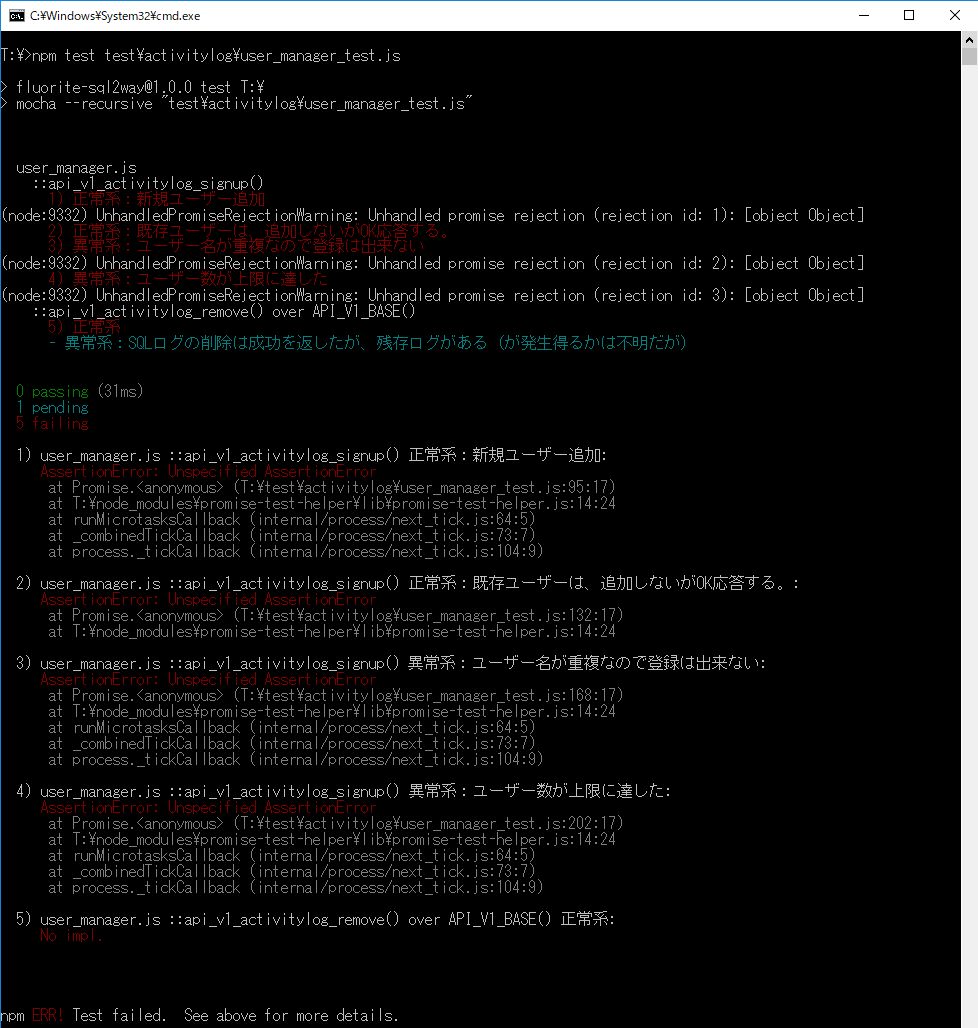 C:¥Windows¥System32¥cmd.exe
T:¥>npm test test¥activitylog¥user_manager_test.js
> fluorite-sql2way@1.0.0 test T:¥
> mocha --recursive "test¥activitylog¥user_manager_test.js"
user_manager.js
::api_v1_activitylog_signup()
1) 正常系：新規ユーザー追加
(node:9332) UnhandledPromiseRejectionWarning: Unhandled promise rejection (rejection id: 1): [object Object]
2) 正常系：既存ユーザーは、追加しないがOK応答する。
3) 異常系：ユーザー名が重複なので登録は出来ない
(node:9332) UnhandledPromiseRejectionWarning: Unhandled promise rejection (rejection id: 2): [object Object]
4) 異常系：ユーザー数が上限に達した
(node:9332) UnhandledPromiseRejectionWarning: Unhandled promise rejection (rejection id: 3): [object Object]
::api_v1_activitylog_remove() over API_V1_BASE()
5) 正常系
- 異常系：SQLログの削除は成功を返したが、残存ログがある（が発生得るかは不明だが）
0 passing (31ms)
1 pending
5 failing
1) user_manager.js ::api_v1_activitylog_signup() 正常系：新規ユーザー追加:
AssertionError: Unspecified AssertionError
at Promise.<anonymous> (T:¥test¥activitylog¥user_manager_test.js:95:17)
at T:¥node_modules¥promise-test-helper¥lib¥promise-test-helper.js:14:24
at runMicrotasksCallback (internal/process/next_tick.js:64:5)
at _combinedTickCallback (internal/process/next_tick.js:73:7)
at process._tickCallback (internal/process/next_tick.js:104:9)
2) user_manager.js ::api_v1_activitylog_signup() 正常系：既存ユーザーは、追加しないがOK応答する。:
AssertionError: Unspecified AssertionError
at Promise.<anonymous> (T:¥test¥activitylog¥user_manager_test.js:132:17)
at T:¥node_modules¥promise-test-helper¥lib¥promise-test-helper.js:14:24
3) user_manager.js ::api_v1_activitylog_signup() 異常系：ユーザー名が重複なので登録は出来ない:
AssertionError: Unspecified AssertionError
at Promise.<anonymous> (T:¥test¥activitylog¥user_manager_test.js:168:17)
at T:¥node_modules¥promise-test-helper¥lib¥promise-test-helper.js:14:24
at runMicrotasksCallback (internal/process/next_tick.js:64:5)
at _combinedTickCallback (internal/process/next_tick.js:73:7)
at process._tickCallback (internal/process/next_tick.js:104:9)
4) user_manager.js ::api_v1_activitylog_signup() 異常系：ユーザー数が上限に達した:
AssertionError: Unspecified AssertionError
at Promise.<anonymous> (T:¥test¥activitylog¥user_manager_test.js:202:17)
at T:¥node_modules¥promise-test-helper¥lib¥promise-test-helper.js:14:24
at runMicrotasksCallback (internal/process/next_tick.js:64:5)
at _combinedTickCallback (internal/process/next_tick.js:73:7)
at process._tickCallback (internal/process/next_tick.js:104:9)
5) user_manager.js ::api_v1_activitylog_remove() over API_V1_BASE() 正常系:
No impl.
npm ERR! Test failed.  See above for more details.